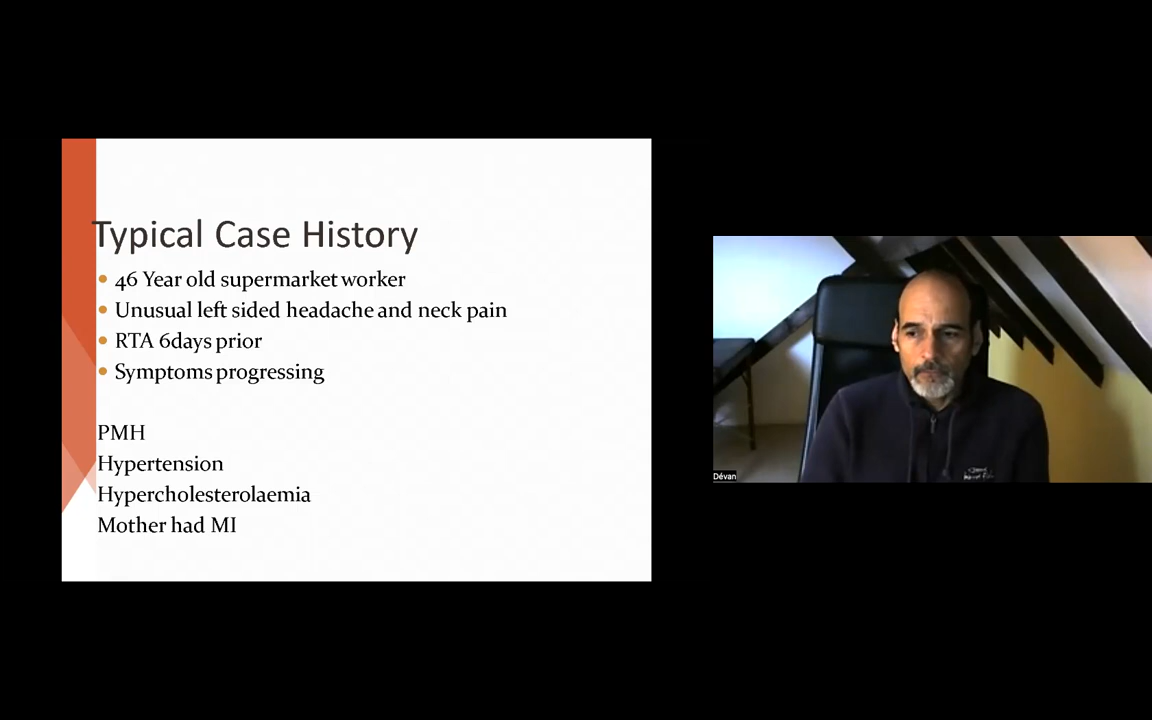 Typical Case History
• 46 Year old supermarket worker
• Unusual left sided headache and neck pain
• RTA 6days prior
• Symptoms progressing
PMH
Hypertension
Hypercholesterolaemia
Mother had MI
Dévan